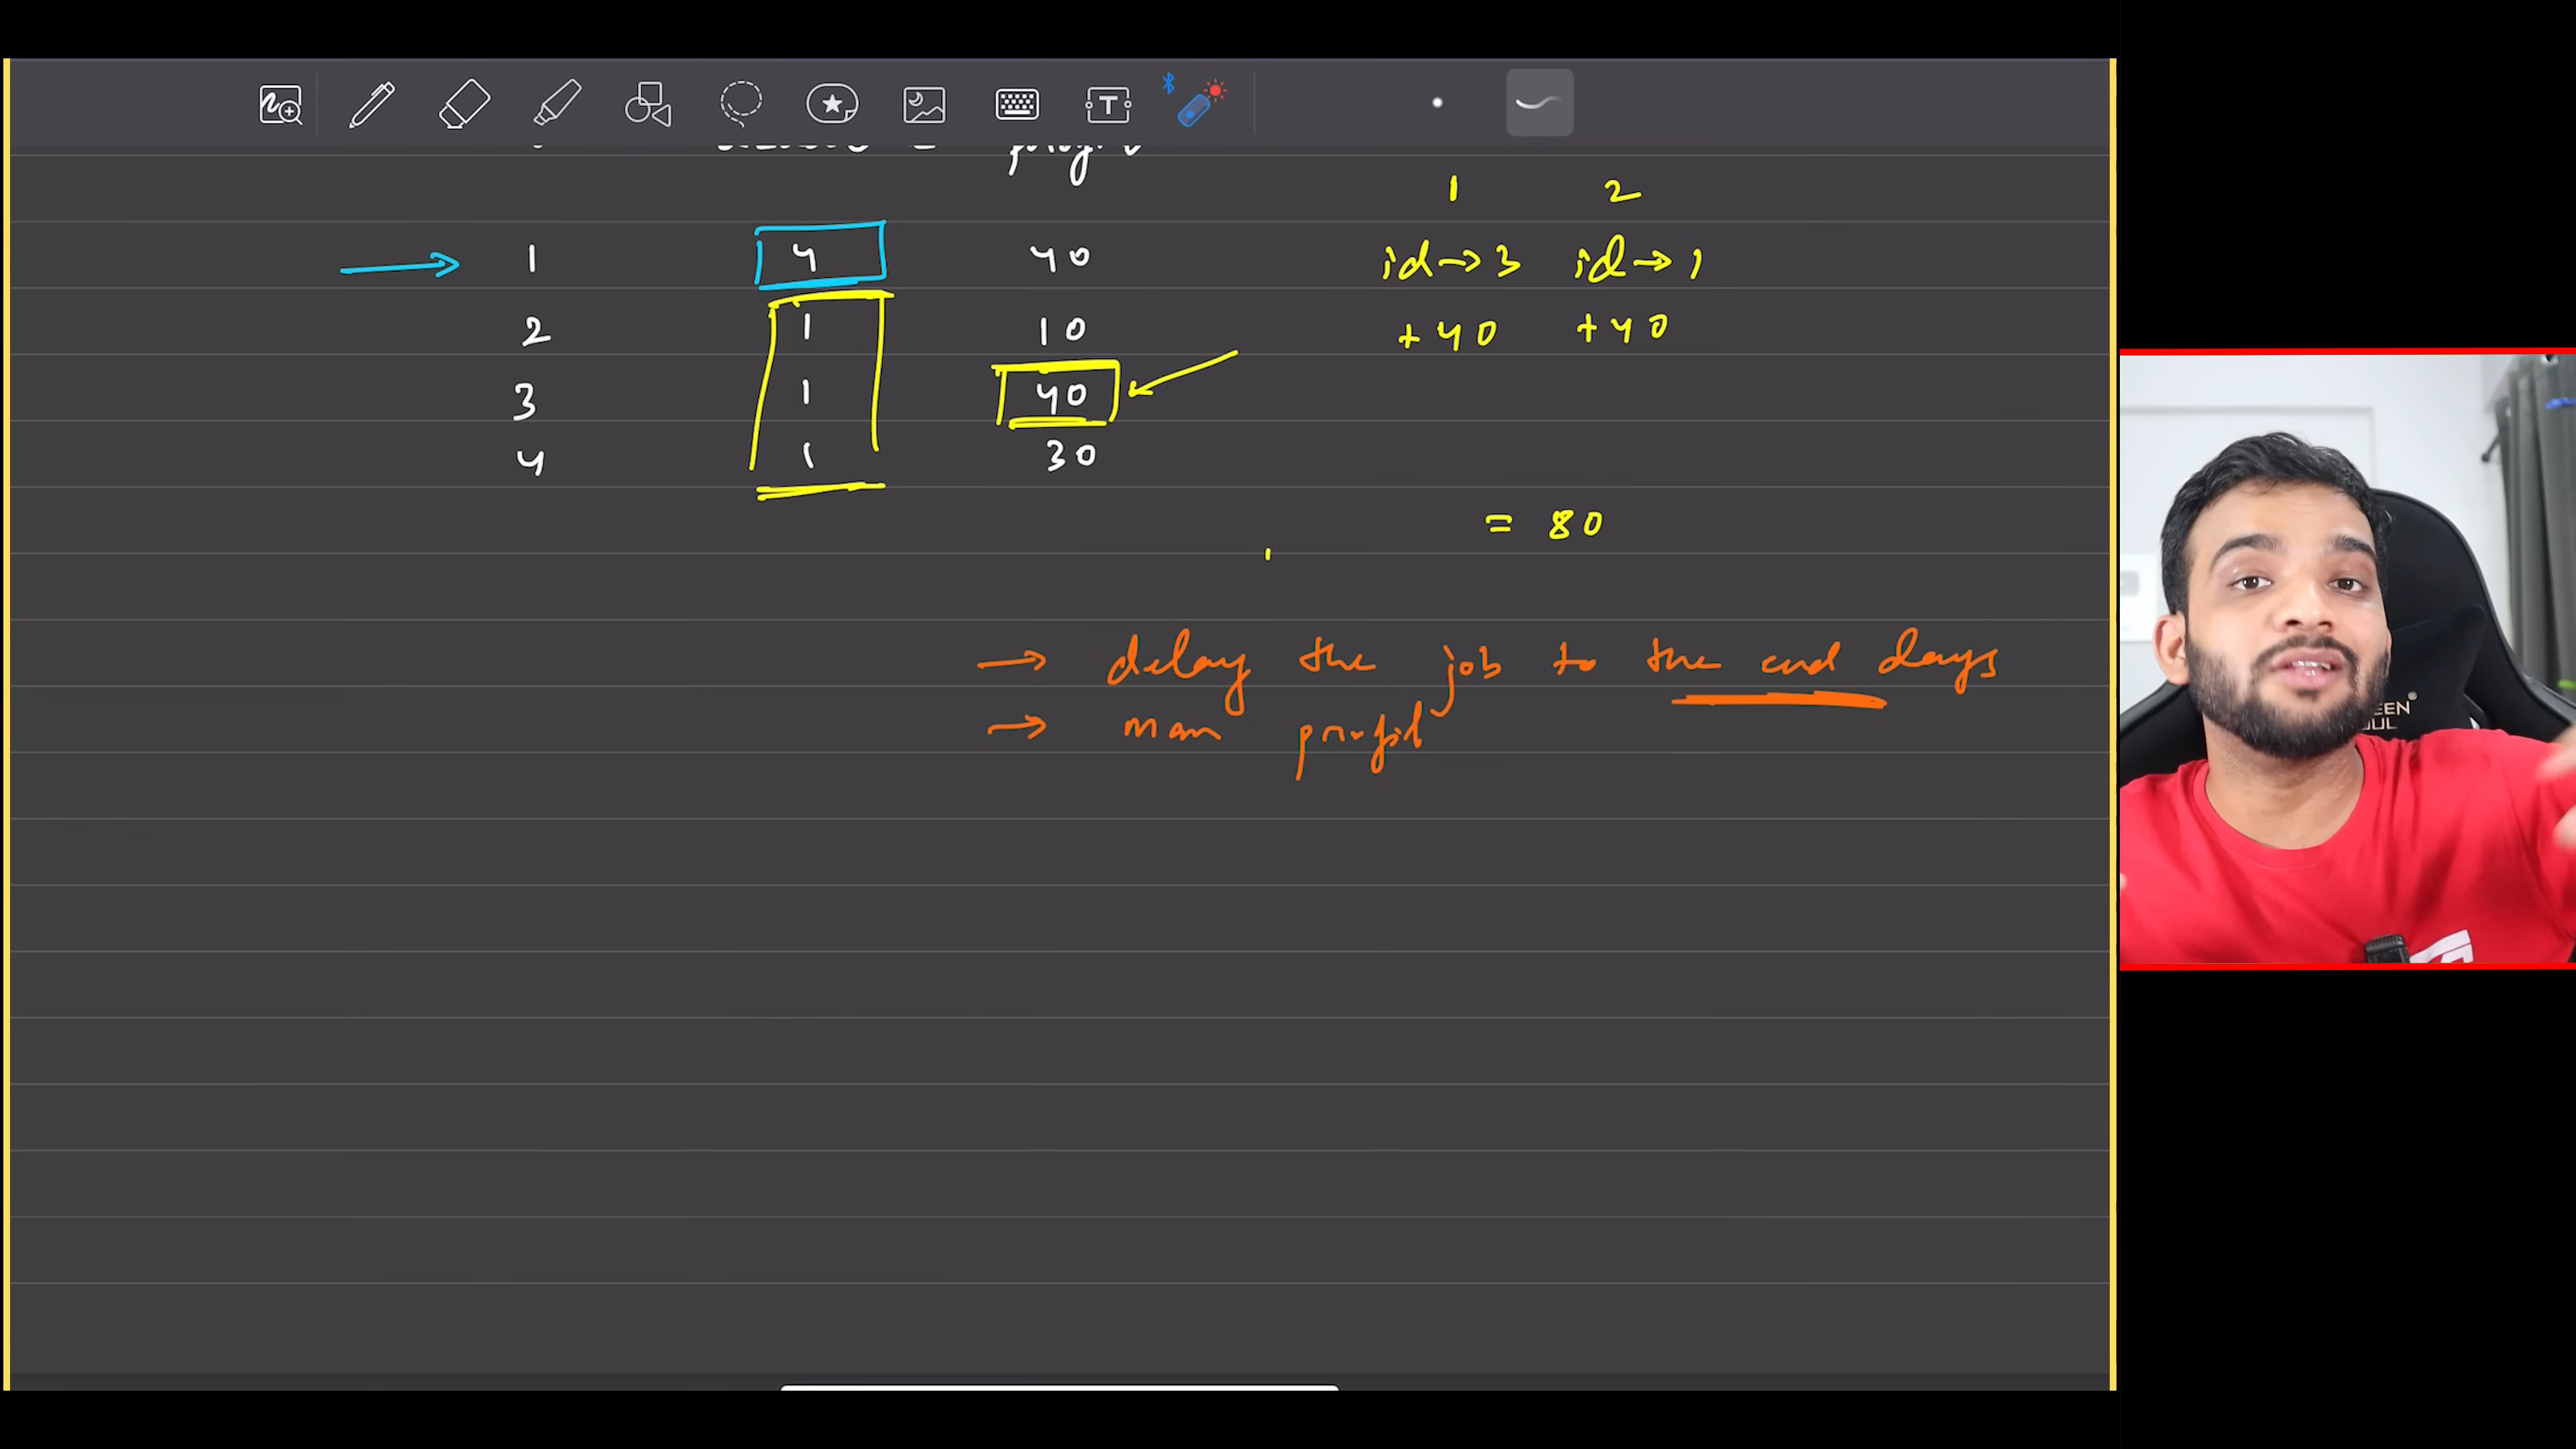 1 2
1 4 40 id→3 id→1
2 1 10 +40 +40
3 1 40
4 1 30
= 80
→ delay the job to the end days
→ max profit
T